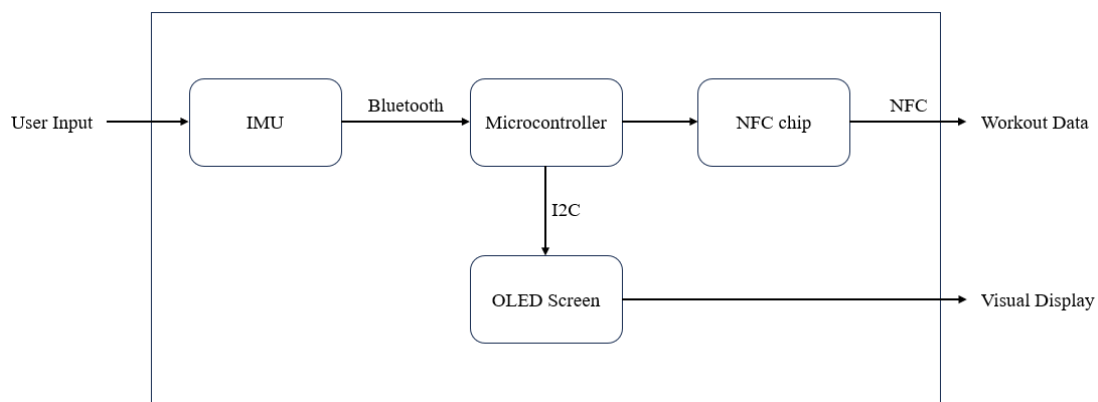 Bluetooth
NFC
User Input
IMU
Microcontroller
NFC chip
Workout Data
I2C
OLED Screen
Visual Display